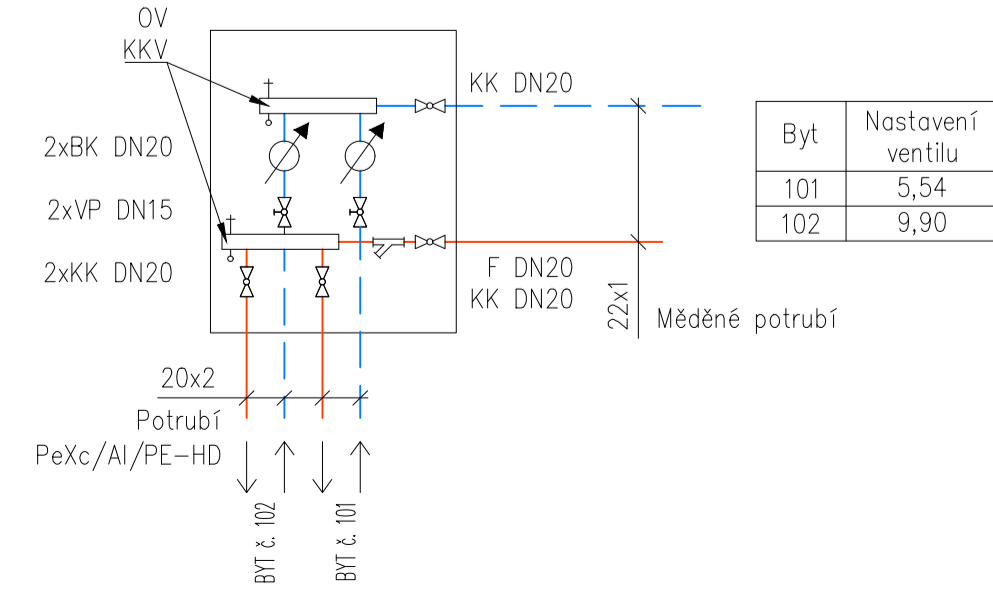 OV
KKV
KK DN20
2xBK DN20
2xVP DN15
2xKK DN20
F DN20
KK DN20
22x1
Měděné potrubí
20x2
Potrubí
PeXc/Al/PE-HD
BYT č. 102
BYT č. 101
Byt
Nastavení
ventilu
101
5,54
102
9,90